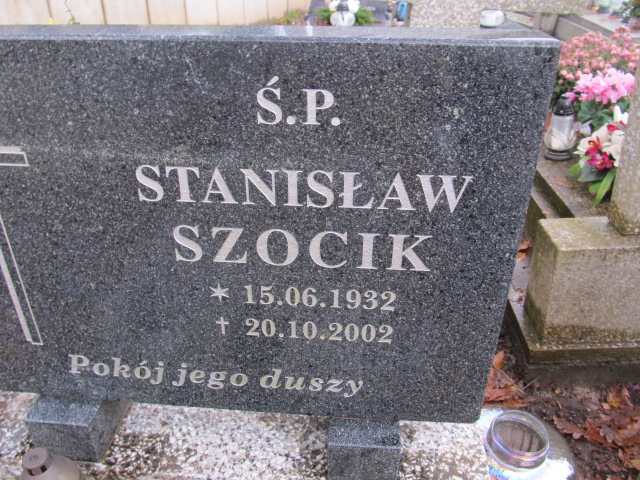 Ś.P.
STANISŁAW
SZOCIK
✶ 15.06.1932
✝ 20.10.2002
Pokój jego duszy